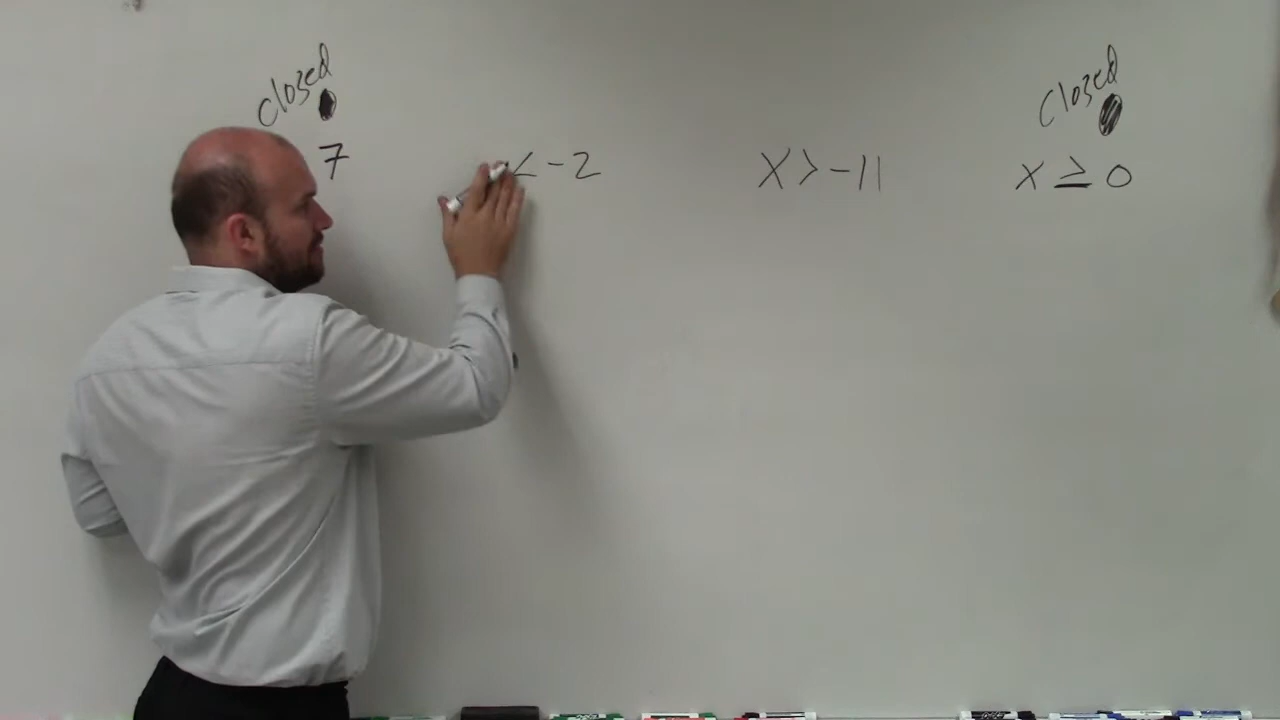 closed
closed
7
< -2
X > -11
x ≥ 0